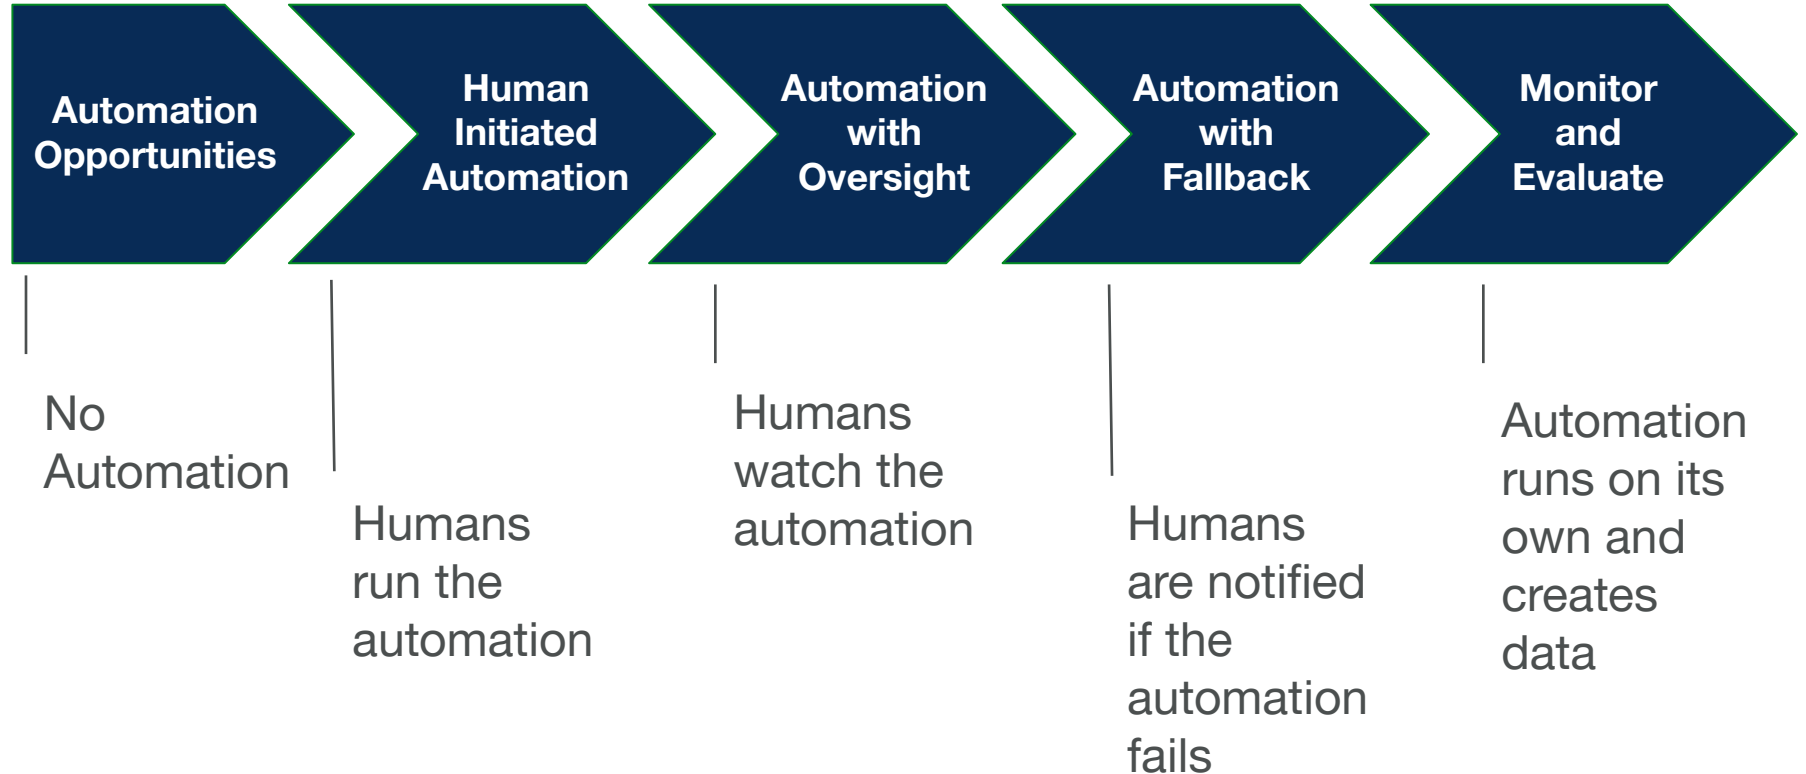 Automation
Opportunities
Human
Initiated
Automation
Automation
with
Oversight
Automation
with
Fallback
Monitor
and
Evaluate
No
Automation
Humans
run the
automation
Humans
watch the
automation
Humans
are notified
if the
automation
fails
Automation
runs on its
own and
creates
data